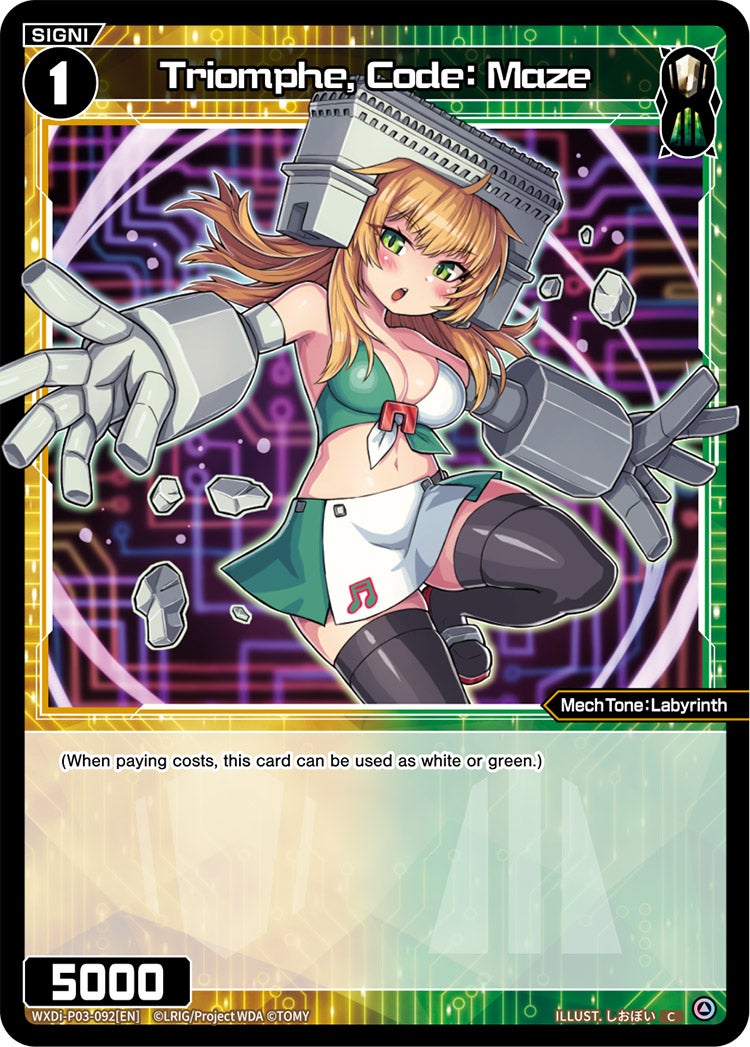 SIGNI
1
Triomphe, Code: Maze
MechTone:Labyrinth
(When paying costs, this card can be used as white or green.)
5000
WXDi-P03-092[EN] ©LRIG/Project WDA ©TOMY
ILLUST. しおぼい C